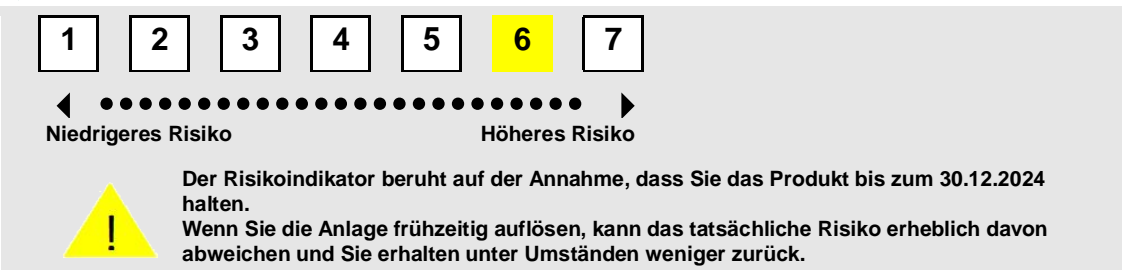 1 2 3 4 5 6 7
Niedrigeres Risiko Höheres Risiko
Der Risikoindikator beruht auf der Annahme, dass Sie das Produkt bis zum 30.12.2024
halten.
Wenn Sie die Anlage frühzeitig auflösen, kann das tatsächliche Risiko erheblich davon
abweichen und Sie erhalten unter Umständen weniger zurück.
!